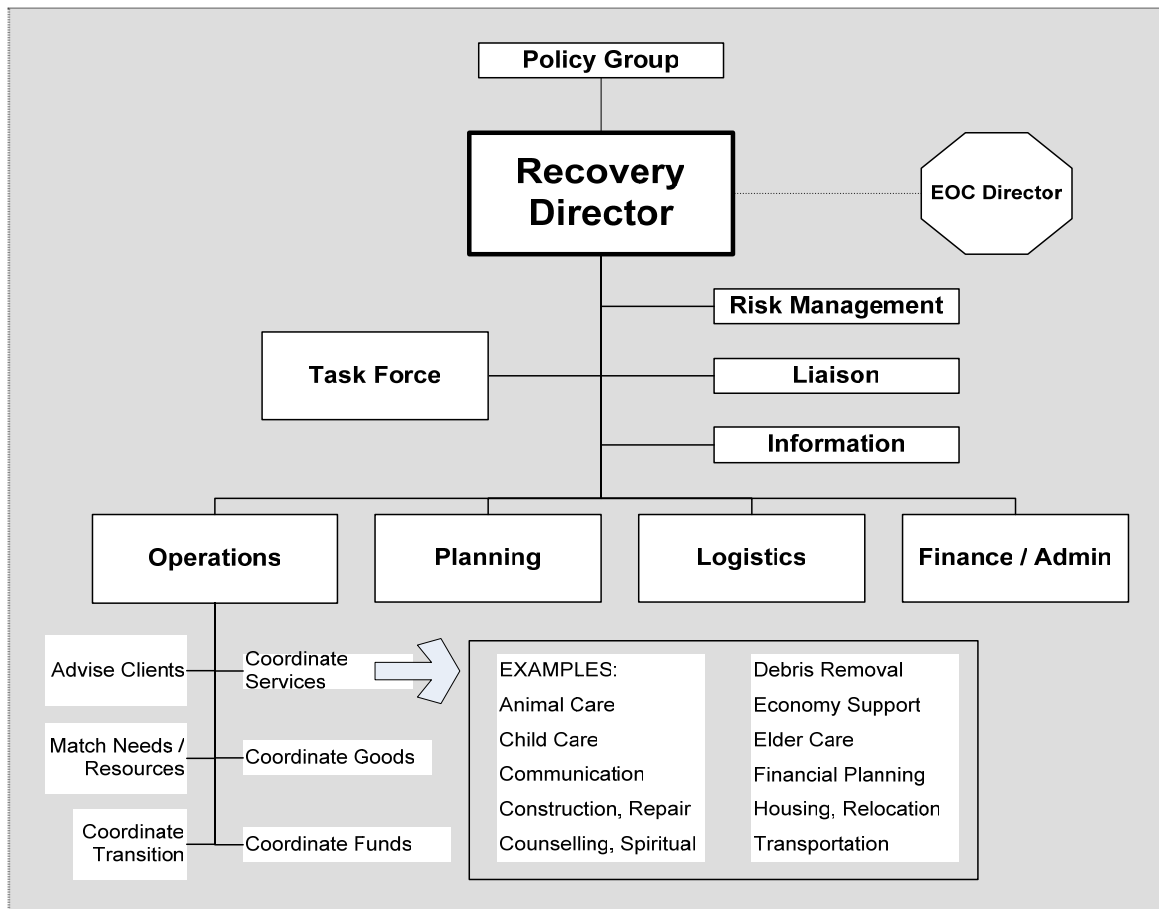 Policy Group
Recovery
Director
EOC Director
Risk Management
Task Force
Liaison
Information
Operations
Planning
Logistics
Finance / Admin
Advise Clients
Coordinate
Services
Match Needs /
Resources
Coordinate Goods
Coordinate
Transition
Coordinate Funds
EXAMPLES:
Animal Care
Child Care
Communication
Construction, Repair
Counselling, Spiritual
Debris Removal
Economy Support
Elder Care
Financial Planning
Housing, Relocation
Transportation